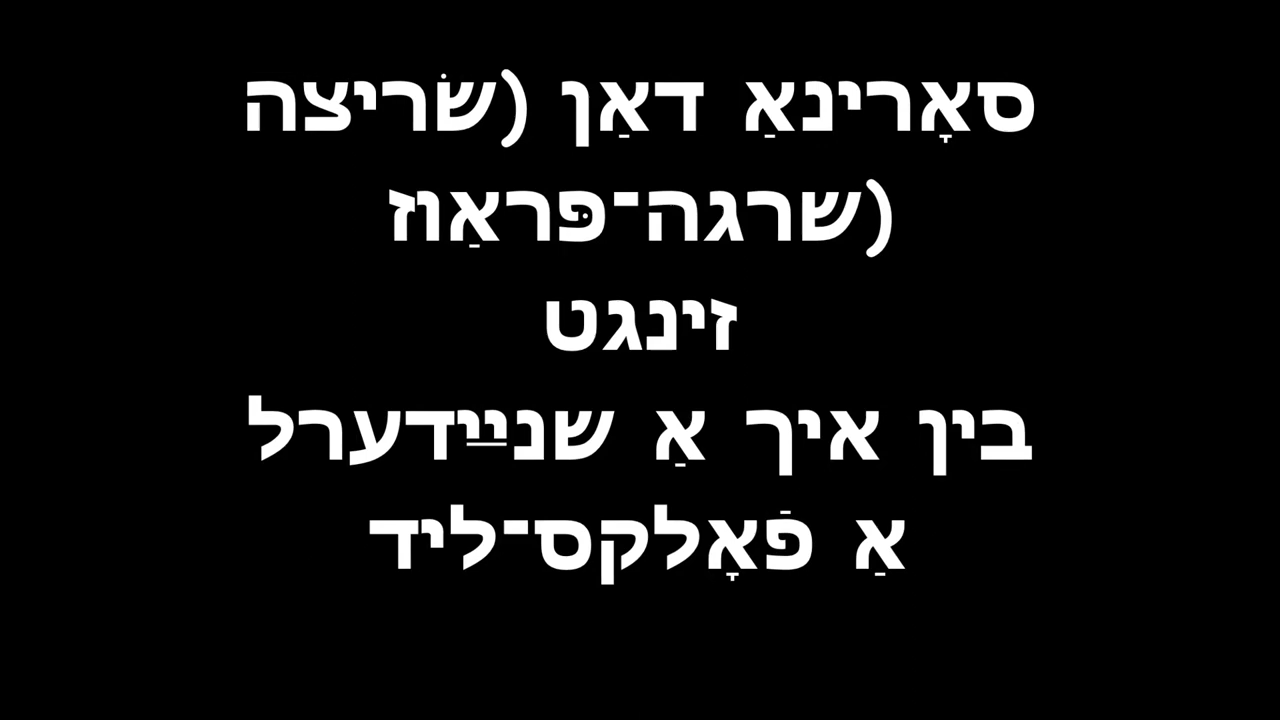 סאָרינאַ דאַן (שׂריצה
(שרגה־פּראַוז
זינגט
בין איך אַ שנײַדערל
אַ פֿאָלקס־ליד